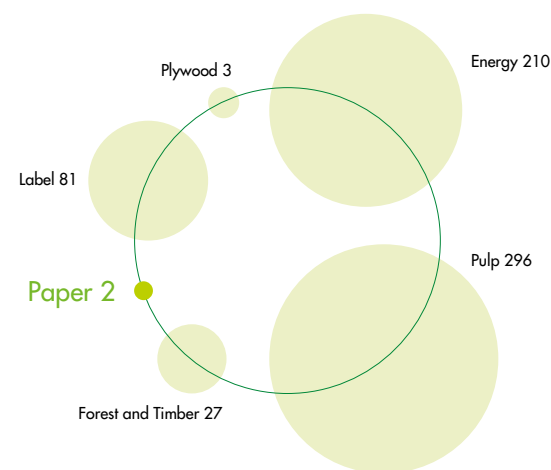 Energy 210
Plywood 3
Label 81
Pulp 296
Paper 2
Forest and Timber 27